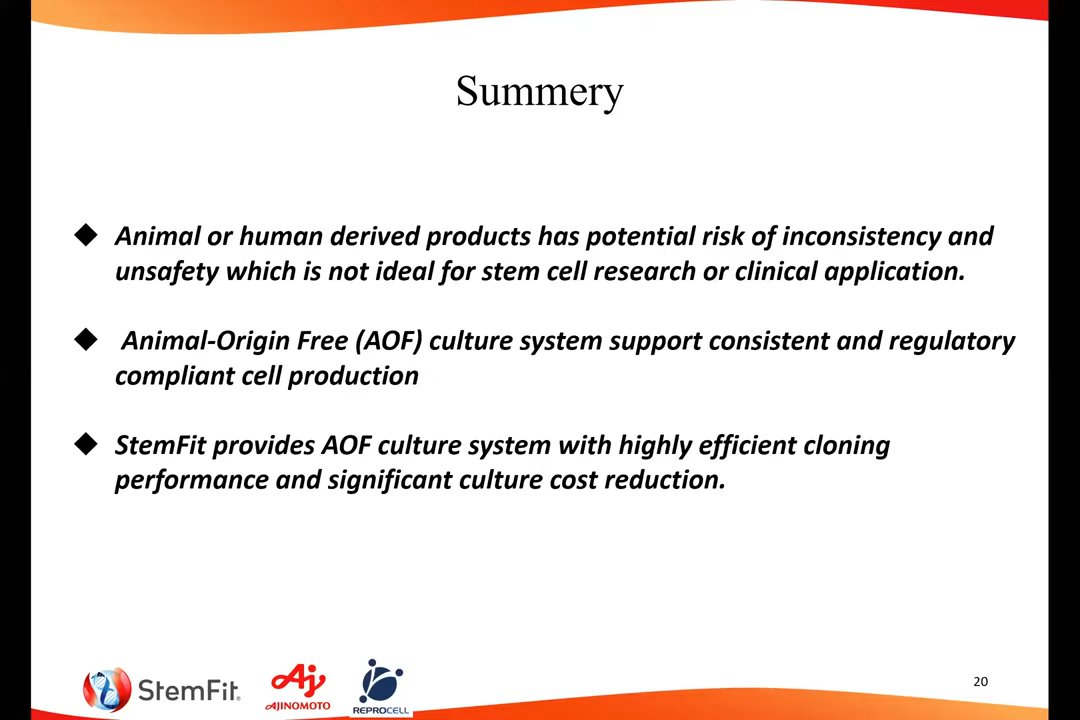 Summery
◆ Animal or human derived products has potential risk of inconsistency and
unsafety which is not ideal for stem cell research or clinical application.
◆ Animal-Origin Free (AOF) culture system support consistent and regulatory
compliant cell production
◆ StemFit provides AOF culture system with highly efficient cloning
performance and significant culture cost reduction.
StemFit®
AJINOMOTO
REPROCELL
20